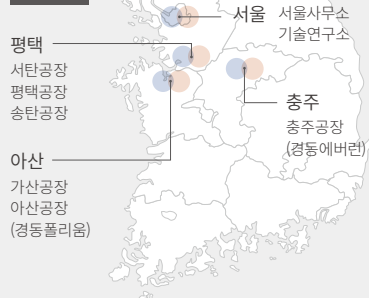 서울 서울사무소
기술연구소
평택
서탄공장
평택공장
송탄공장
충주
충주공장
(경동에버런)
아산
가산공장
아산공장
(경동폴리움)